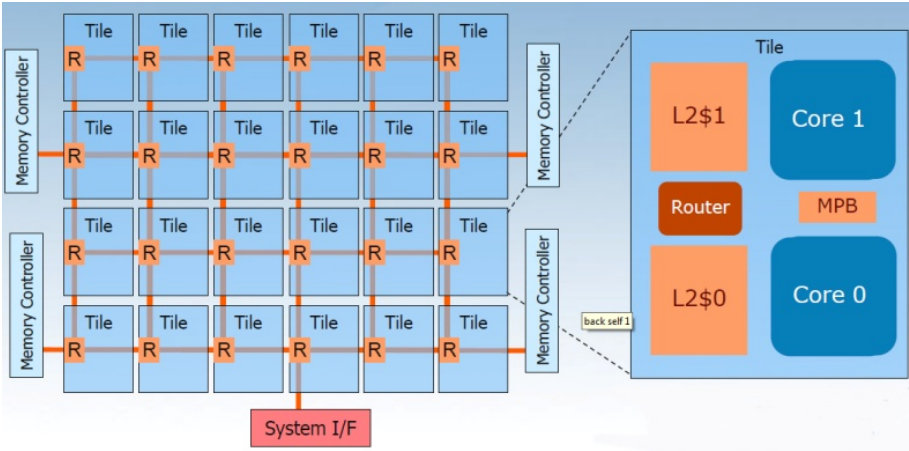 Tile Tile Tile Tile Tile Tile
R R R R R R
Memory Controller
Memory Controller
Tile Tile Tile Tile Tile Tile
R R R R R R
Tile Tile Tile Tile Tile Tile
R R R R R R
Memory Controller
Memory Controller
Tile Tile Tile Tile Tile Tile
R R R R R R
System I/F
Tile
L2$1
Core 1
Router
MPB
L2$0
Core 0
back self 1